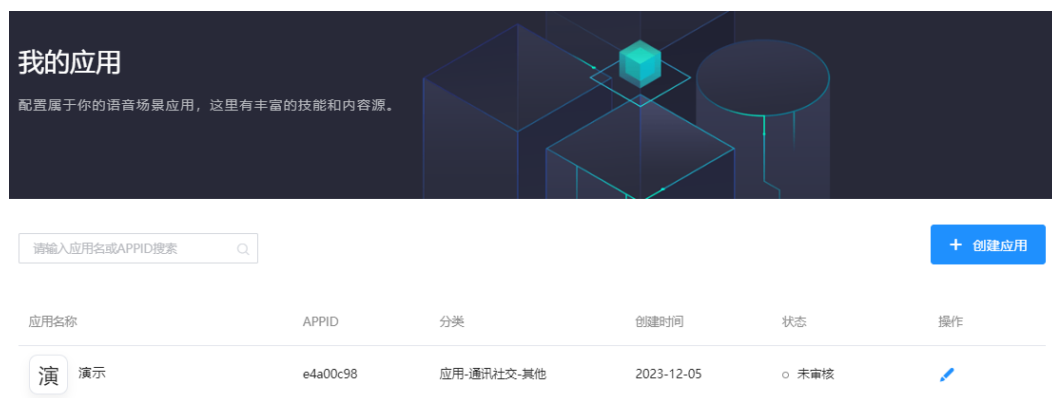 我的应用
配置属于你的语音场景应用，这里有丰富的技能和内容源。
请输入应用名或APPID搜索
+ 创建应用
应用名称 APPID 分类 创建时间 状态 操作
演 演示 e4a00c98 应用-通讯社交-其他 2023-12-05 未审核